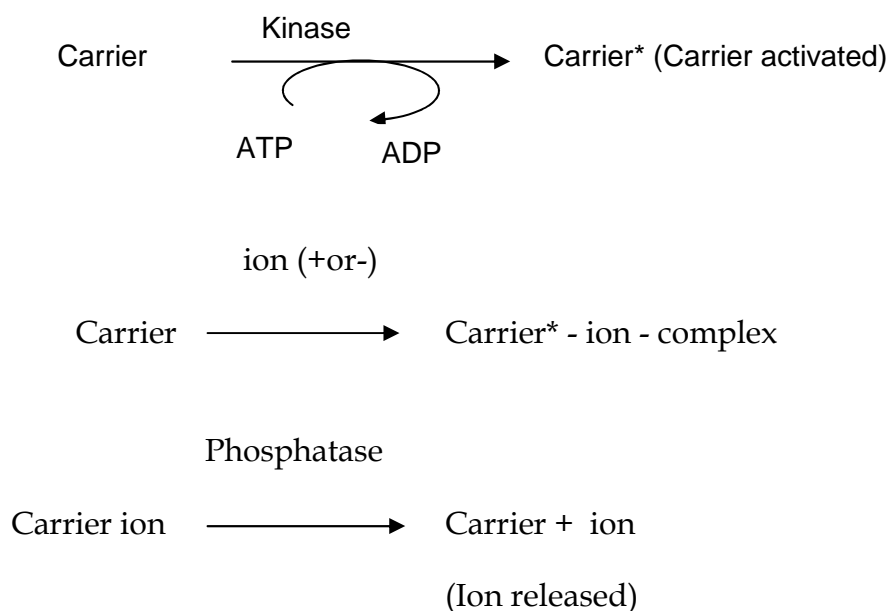 Kinase
Carrier Carrier* (Carrier activated)
ATP ADP
ion (+or-)
Carrier Carrier* - ion - complex
Phosphatase
Carrier ion Carrier + ion
(Ion released)